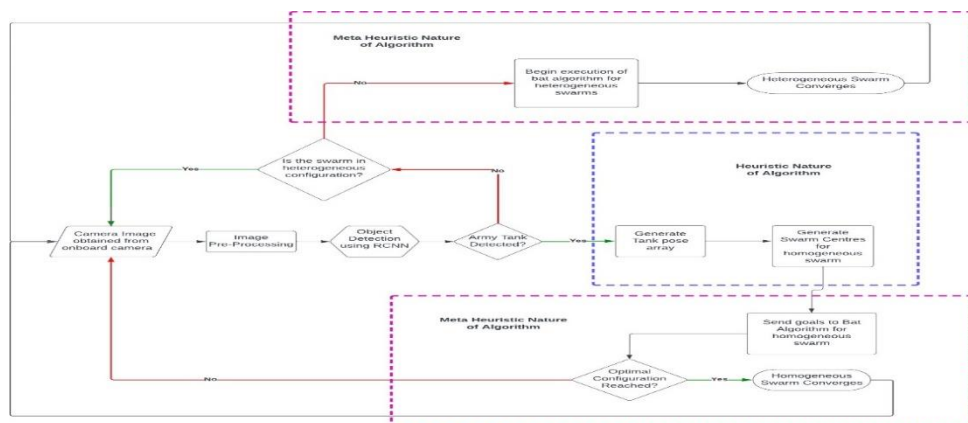 Meta Heuristic Nature
of Algorithm
No
Begin execution of
bat algorithm for
heterogeneous
swarms
Heterogeneous Swarm
Converges
Is the swarm in
heterogeneous
configuration?
Yes
No
Heuristic Nature
of Algorithm
Camera Image
obtained from
onboard camera
Image
Pre-Processing
Object
Detection
using RCNN
Army Tank
Detected?
Yes
Generate
Tank pose
array
Generate
Swarm Centres
for
homogeneous
swarm
Meta Heuristic Nature
of Algorithm
Send goals to Bat
Algorithm for
homogeneous
swarm
No
Optimal
Configuration
Reached?
Yes
Homogeneous
Swarm Converges